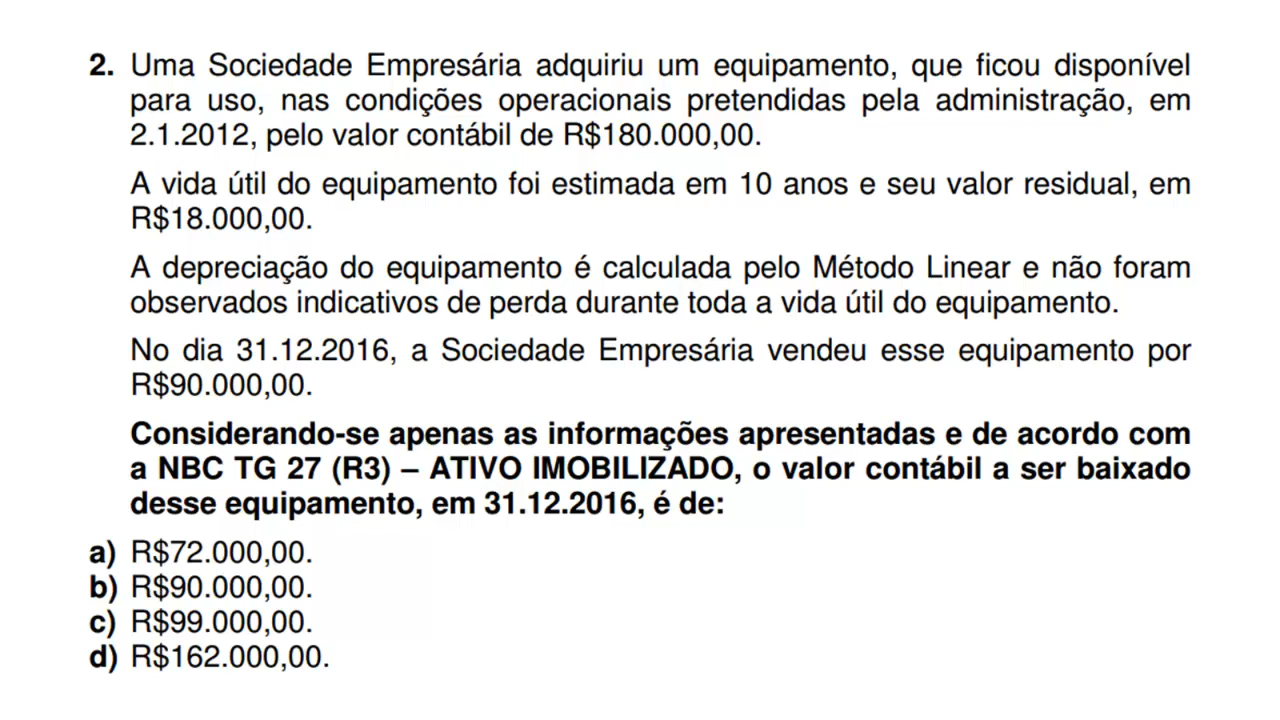 2. Uma Sociedade Empresária adquiriu um equipamento, que ficou disponível
para uso, nas condições operacionais pretendidas pela administração, em
2.1.2012, pelo valor contábil de R$180.000,00.
A vida útil do equipamento foi estimada em 10 anos e seu valor residual, em
R$18.000,00.
A depreciação do equipamento é calculada pelo Método Linear e não foram
observados indicativos de perda durante toda a vida útil do equipamento.
No dia 31.12.2016, a Sociedade Empresária vendeu esse equipamento por
R$90.000,00.
Considerando-se apenas as informações apresentadas e de acordo com
a NBC TG 27 (R3) – ATIVO IMOBILIZADO, o valor contábil a ser baixado
desse equipamento, em 31.12.2016, é de:
a) R$72.000,00.
b) R$90.000,00.
c) R$99.000,00.
d) R$162.000,00.